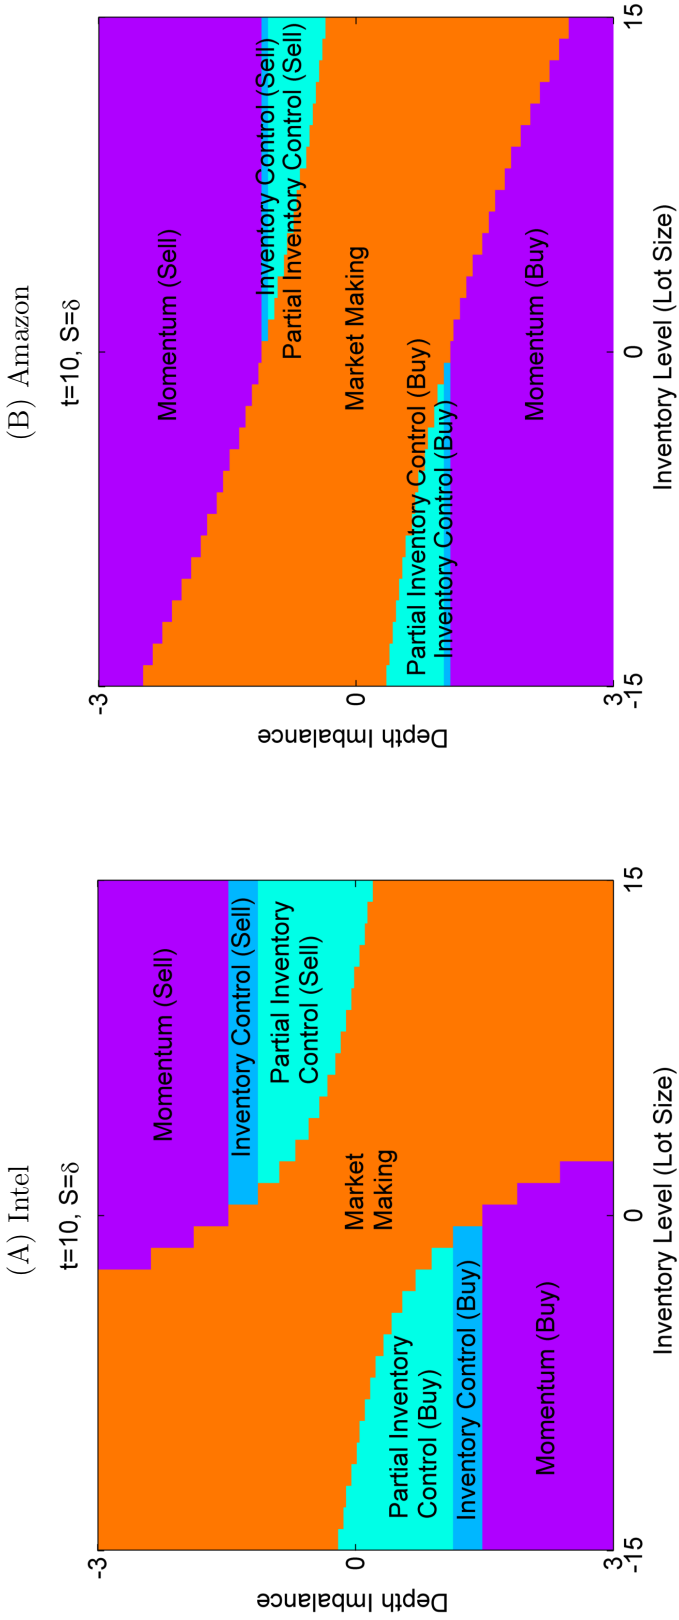 (A) Intel
t=10, S=δ
-3
0
3
Depth Imbalance
-15
0
15
Inventory Level (Lot Size)
Momentum (Sell)
Inventory Control (Sell)
Partial Inventory
Control (Sell)
Market
Making
Partial Inventory
Control (Buy)
Inventory Control (Buy)
Momentum (Buy)
(B) Amazon
t=10, S=δ
-3
0
3
Depth Imbalance
-15
0
15
Inventory Level (Lot Size)
Momentum (Sell)
Inventory Control (Sell)
Partial Inventory Control (Sell)
Market Making
Partial Inventory Control (Buy)
Inventory Control (Buy)
Momentum (Buy)